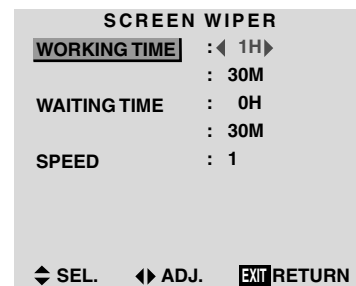 SCREEN WIPER
WORKING TIME : ◀ 1H▶
: 30M
WAITING TIME : 0H
: 30M
SPEED : 1
SEL. ADJ. EXIT RETURN